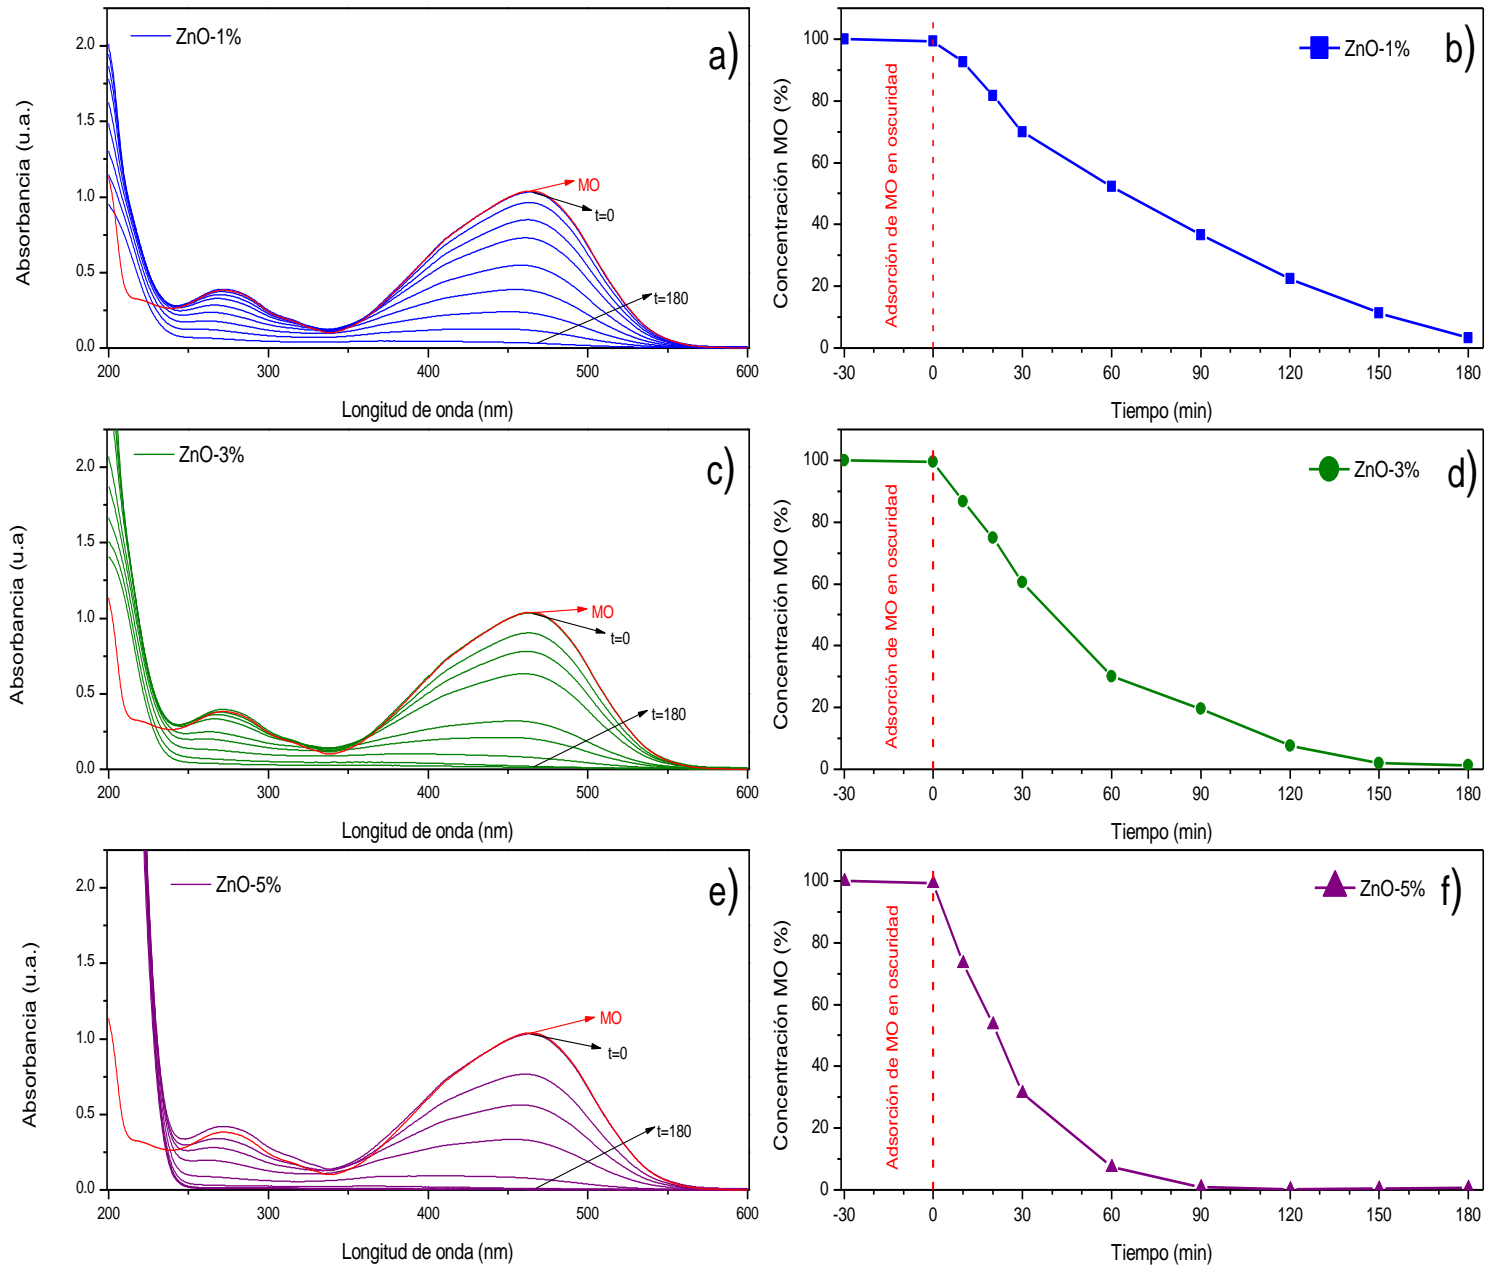 ZnO-1%
a)
Absorbancia (u.a.)
2.0
1.5
1.0
0.5
0.0
MO
t=0
t=180
200
300
400
500
600
Longitud de onda (nm)
ZnO-1%
b)
Concentración MO (%)
100
80
60
40
20
0
Adsorción de MO en oscuridad
-30
0
30
60
90
120
150
180
Tiempo (min)
ZnO-3%
c)
Absorbancia (u.a)
2.0
1.5
1.0
0.5
0.0
MO
t=0
t=180
200
300
400
500
600
Longitud de onda (nm)
ZnO-3%
d)
Concentración MO (%)
100
80
60
40
20
0
Adsorción de MO en oscuridad
-30
0
30
60
90
120
150
180
Tiempo (min)
ZnO-5%
e)
Absorbancia (u.a.)
2.0
1.5
1.0
0.5
0.0
MO
t=0
t=180
200
300
400
500
600
Longitud de onda (nm)
ZnO-5%
f)
Concentración MO (%)
100
80
60
40
20
0
Adsorción de MO en oscuridad
-30
0
30
60
90
120
150
180
Tiempo (min)